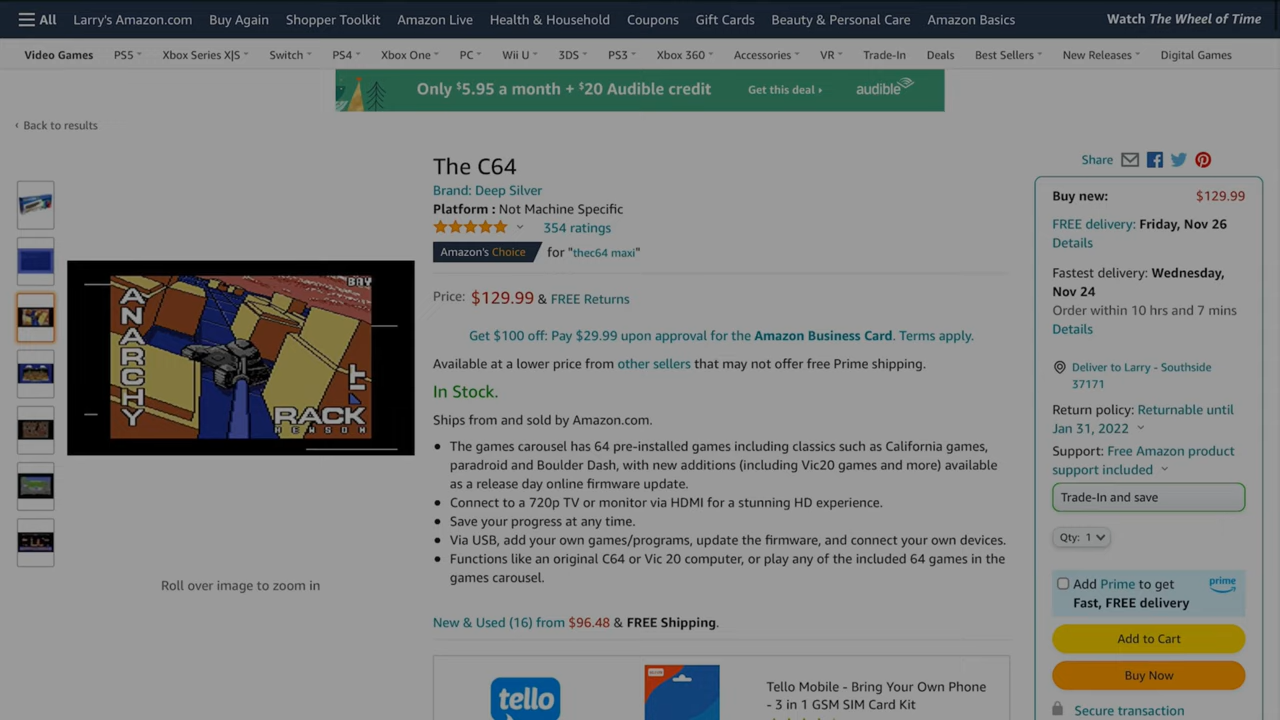 All
Larry's Amazon.com
Buy Again
Shopper Toolkit
Amazon Live
Health & Household
Coupons
Gift Cards
Beauty & Personal Care
Amazon Basics
Watch The Wheel of Time
Video Games
PS5
Xbox Series X|S
Switch
PS4
Xbox One
PC
Wii U
3DS
PS3
Xbox 360
Accessories
VR
Trade-In
Deals
Best Sellers
New Releases
Digital Games
Only $5.95 a month + $20 Audible credit
Get this deal ›
audible
‹ Back to results
ANARCHY
BAY
RACK
HEWSON
Roll over image to zoom in
The C64
Brand: Deep Silver
Platform : Not Machine Specific
354 ratings
Amazon's Choice for "thec64 maxi"
Price: $129.99 & FREE Returns
Get $100 off: Pay $29.99 upon approval for the Amazon Business Card. Terms apply.
Available at a lower price from other sellers that may not offer free Prime shipping.
In Stock.
Ships from and sold by Amazon.com.
• The games carousel has 64 pre-installed games including classics such as California games,
paradroid and Boulder Dash, with new additions (including Vic20 games and more) available
as a release day online firmware update.
• Connect to a 720p TV or monitor via HDMI for a stunning HD experience.
• Save your progress at any time.
• Via USB, add your own games/programs, update the firmware, and connect your own devices.
• Functions like an original C64 or Vic 20 computer, or play any of the included 64 games in the
games carousel.
New & Used (16) from $96.48 & FREE Shipping.
tello
Tello Mobile - Bring Your Own Phone
- 3 in 1 GSM SIM Card Kit
Share
Buy new: $129.99
FREE delivery: Friday, Nov 26
Details
Fastest delivery: Wednesday,
Nov 24
Order within 10 hrs and 7 mins
Details
Deliver to Larry - Southside
37171
Return policy: Returnable until
Jan 31, 2022
Support: Free Amazon product
support included
Trade-In and save
Qty: 1
Add Prime to get
Fast, FREE delivery
prime
Add to Cart
Buy Now
Secure transaction